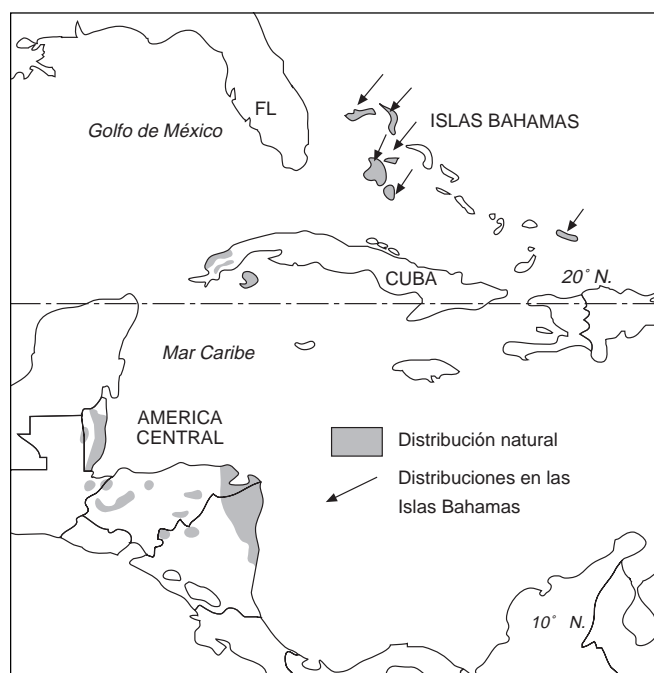 FL
Golfo de México
ISLAS BAHAMAS
CUBA
20° N.
Mar Caribe
AMERICA
CENTRAL
Distribución natural
Distribuciones en las
Islas Bahamas
10° N.